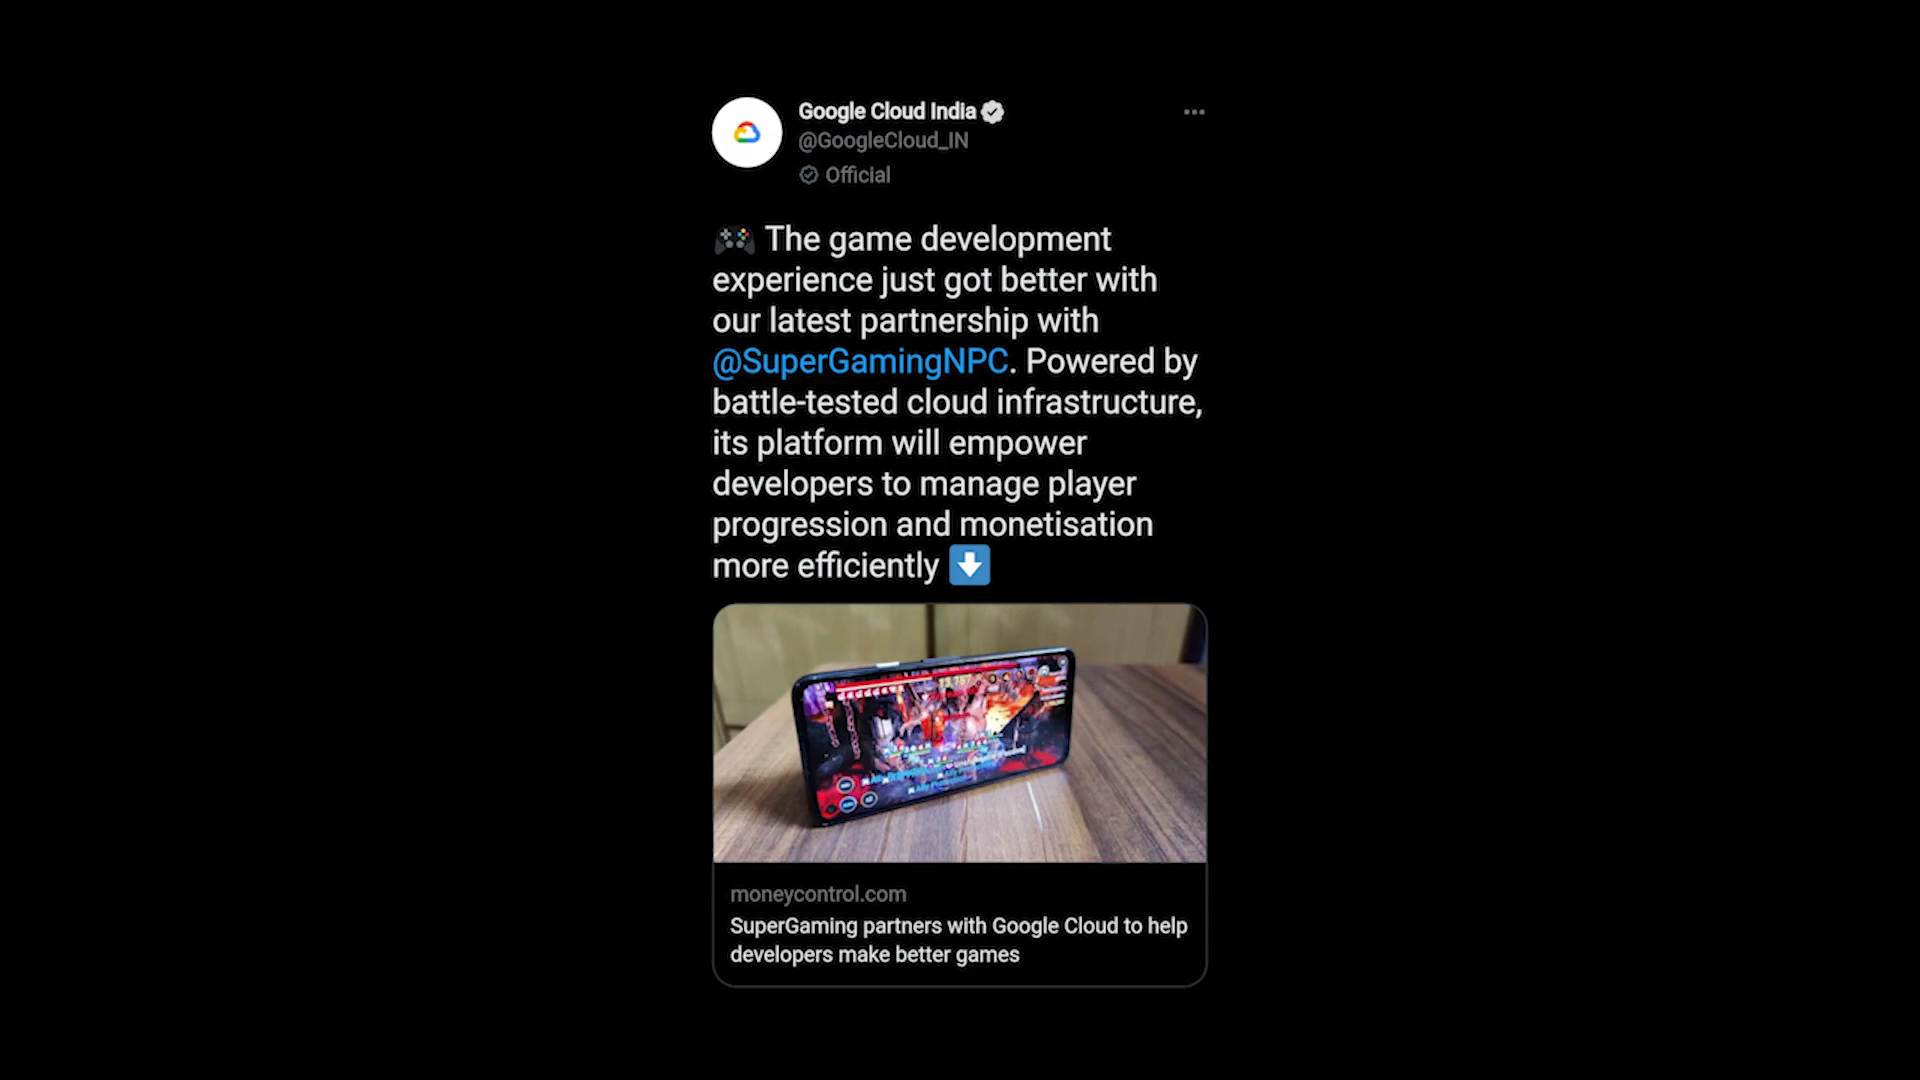 Google Cloud India
@GoogleCloud_IN
Official
The game development
experience just got better with
our latest partnership with
@SuperGamingNPC. Powered by
battle-tested cloud infrastructure,
its platform will empower
developers to manage player
progression and monetisation
more efficiently
moneycontrol.com
SuperGaming partners with Google Cloud to help
developers make better games